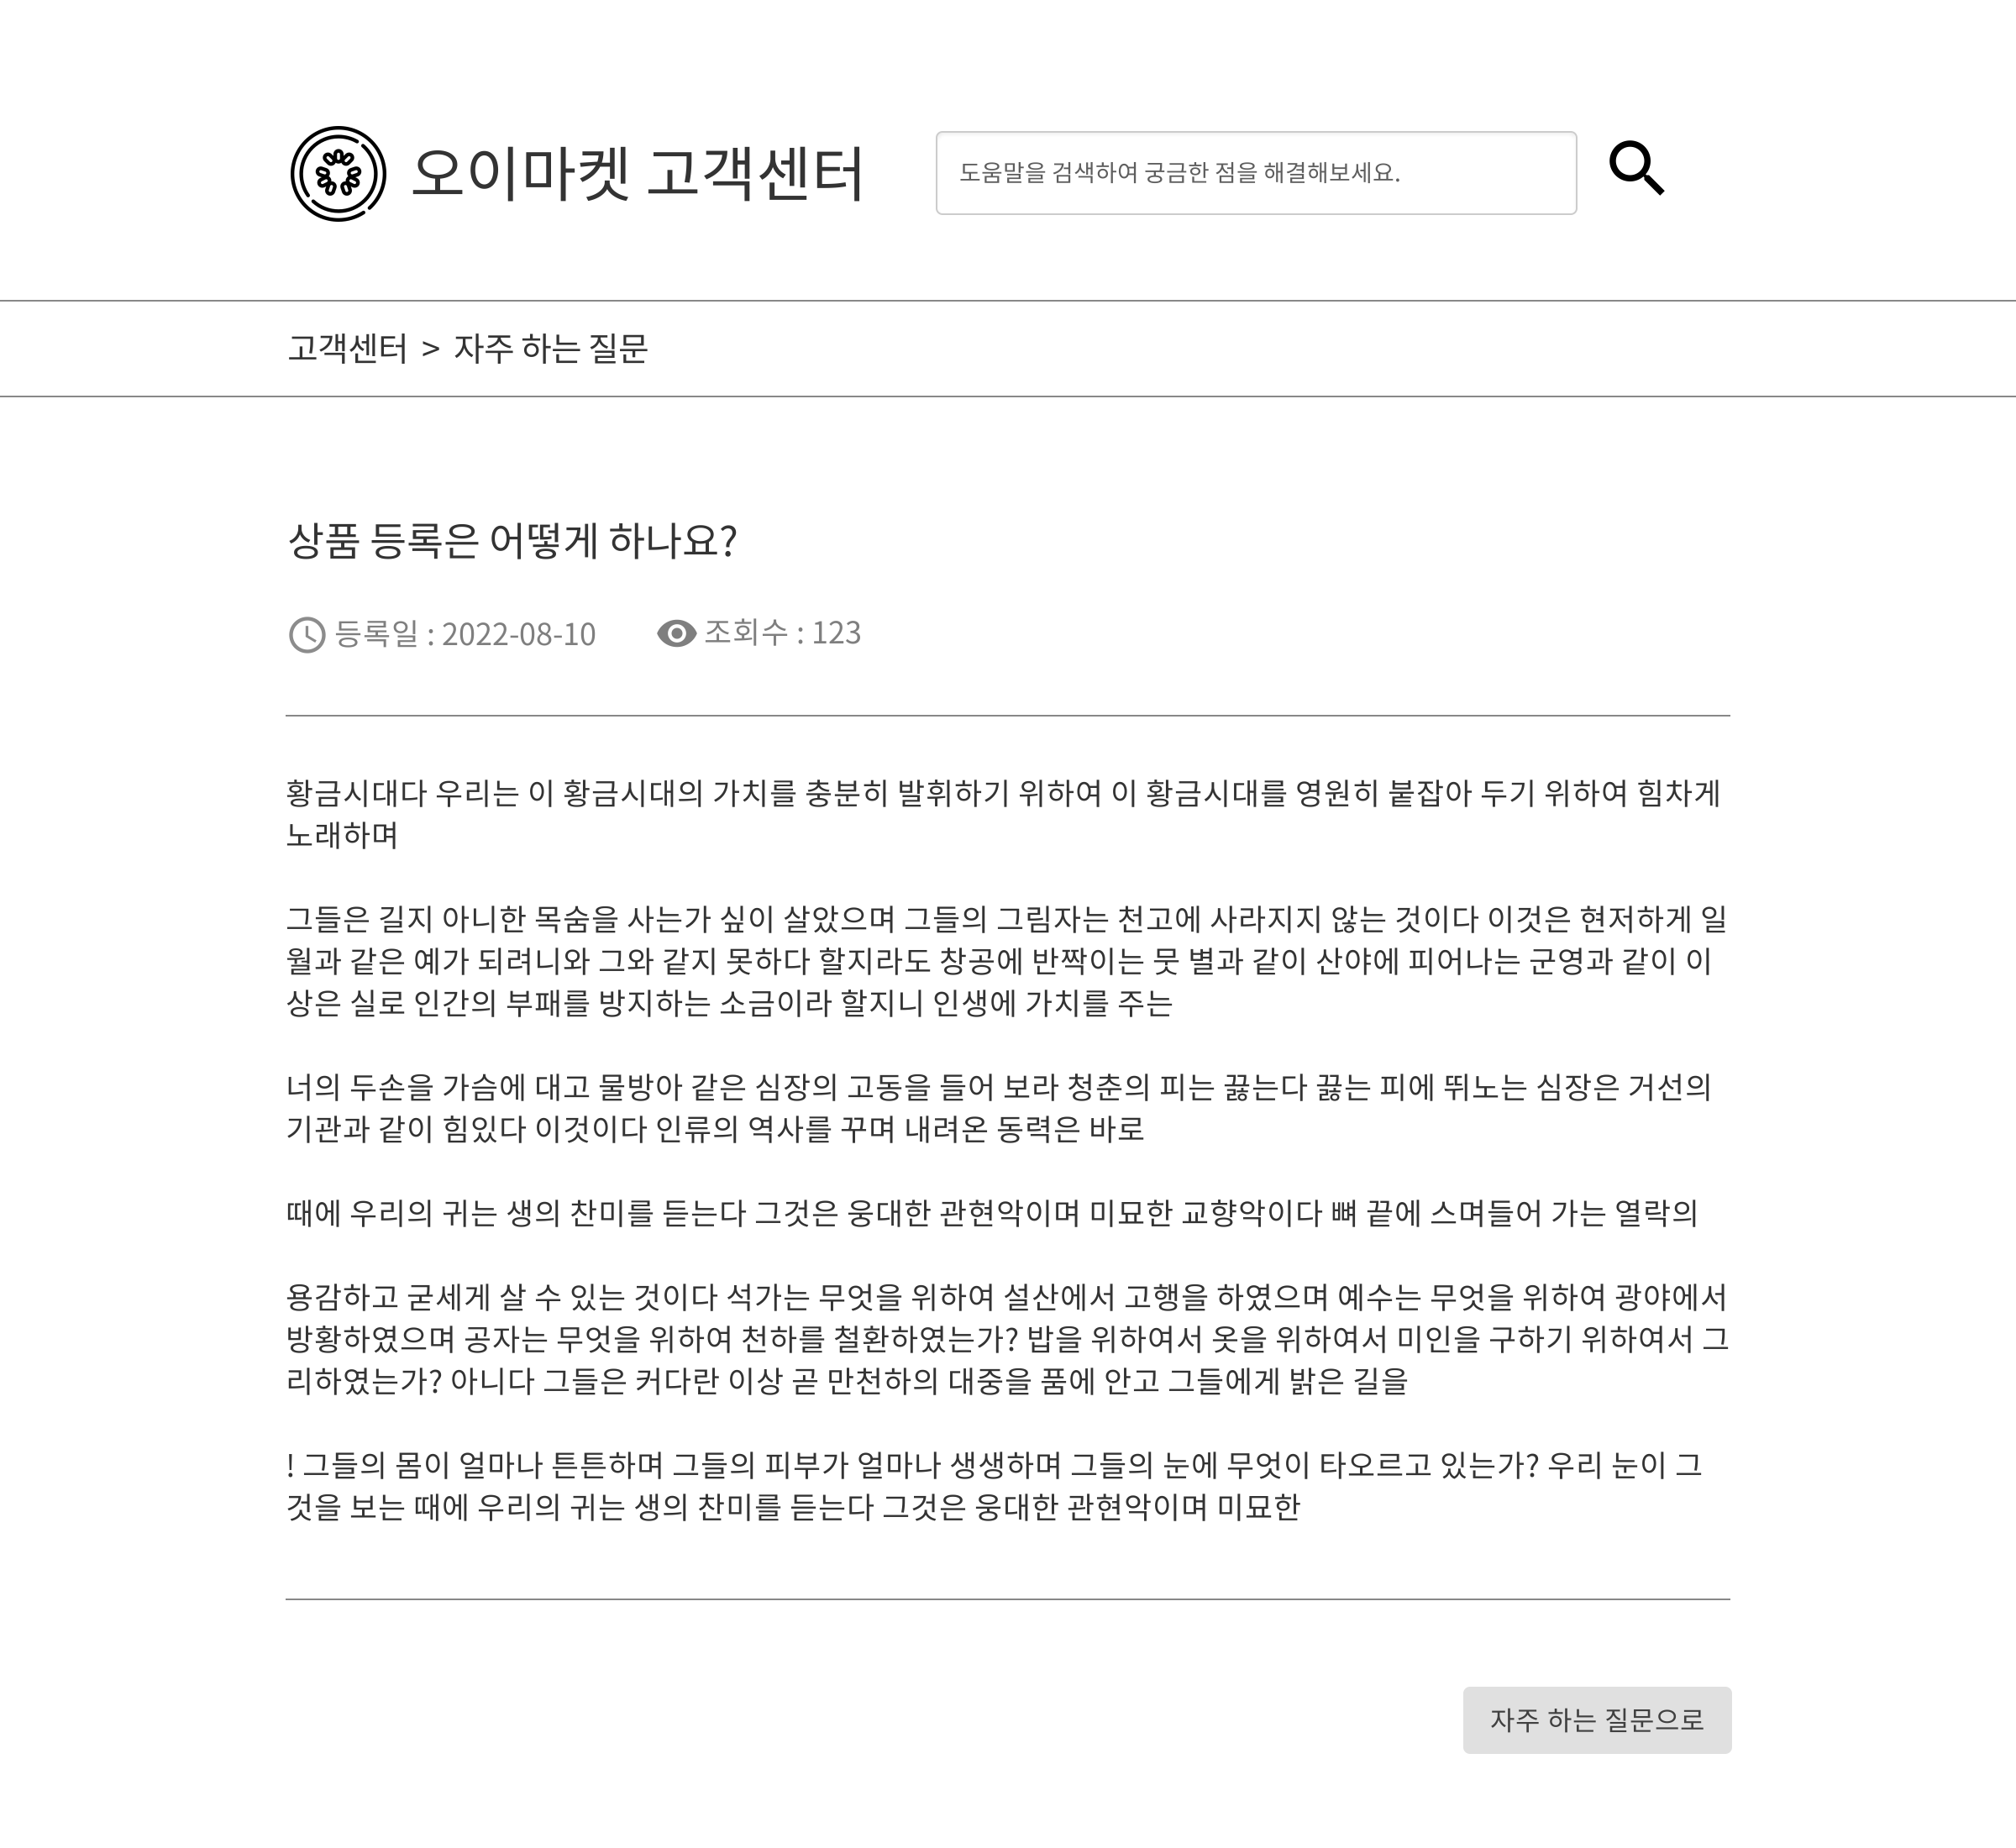 오이마켓 고객센터
도움말을 검색하여 궁금한 점을 해결해보세요.
고객센터 > 자주 하는 질문
상품 등록은 어떻게 하나요?
등록일 : 2022-08-10 조회수 : 123
황금시대다 우리는 이 황금시대의 가치를 충분히 발휘하기 위하여 이 황금시대를 영원히 붙잡아 두기 위하여 힘차게
노래하며
그들은 길지 아니한 목숨을 사는가 싶이 살았으며 그들의 그림자는 천고에 사라지지 않는 것이다 이것은 현저하게 일
월과 같은 예가 되려니와 그와 같지 못하다 할지라도 창공에 반짝이는 뭇 별과 같이 산야에 피어나는 군영과 같이 이
상은 실로 인간의 부패를 방지하는 소금이라 할지니 인생에 가치를 주는
너의 두손을 가슴에 대고 물방아 같은 심장의 고동을 들어 보라 청춘의 피는 끓는다 끓는 피에 뛰노는 심장은 거선의
기관과 같이 힘있다 이것이다 인류의 역사를 꾸며 내려온 동력은 바로
때에 우리의 귀는 생의 찬미를 듣는다 그것은 웅대한 관현악이며 미묘한 교향악이다 뼈 끝에 스며들어 가는 열락의
용감하고 굳세게 살 수 있는 것이다 석가는 무엇을 위하여 설산에서 고행을 하였으며 예수는 무엇을 위하여 광야에서
방황하였으며 공자는 무엇을 위하여 천하를 철환하였는가? 밥을 위하여서 옷을 위하여서 미인을 구하기 위하여서 그
리하였는가? 아니다 그들은 커다란 이상 곧 만천하의 대중을 품에 안고 그들에게 밝은 길을
! 그들의 몸이 얼마나 튼튼하며 그들의 피부가 얼마나 생생하며 그들의 눈에 무엇이 타오르고 있는가? 우리 눈이 그
것을 보는 때에 우리의 귀는 생의 찬미를 듣는다 그것은 웅대한 관현악이며 미묘한
자주 하는 질문으로